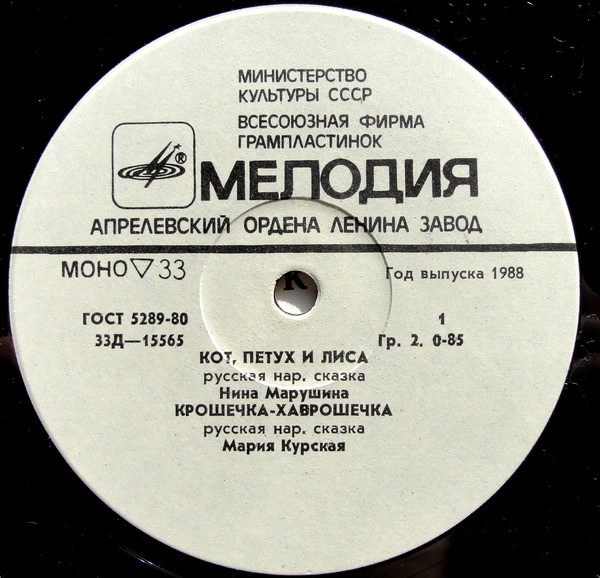 МИНИСТЕРСТВО
КУЛЬТУРЫ СССР
ВСЕСОЮЗНАЯ ФИРМА
ГРАМПЛАСТИНОК
®
МЕЛОДИЯ
АПРЕЛЕВСКИЙ ОРДЕНА ЛЕНИНА ЗАВОД
МОНО ▽ 33
Год выпуска 1988
К
ГОСТ 5289-80
1
33Д—15565
Гр. 2. 0-85
КОТ, ПЕТУХ И ЛИСА
русская нар. сказка
Нина Марушина
КРОШЕЧКА-ХАВРОШЕЧКА
русская нар. сказка
Мария Курская